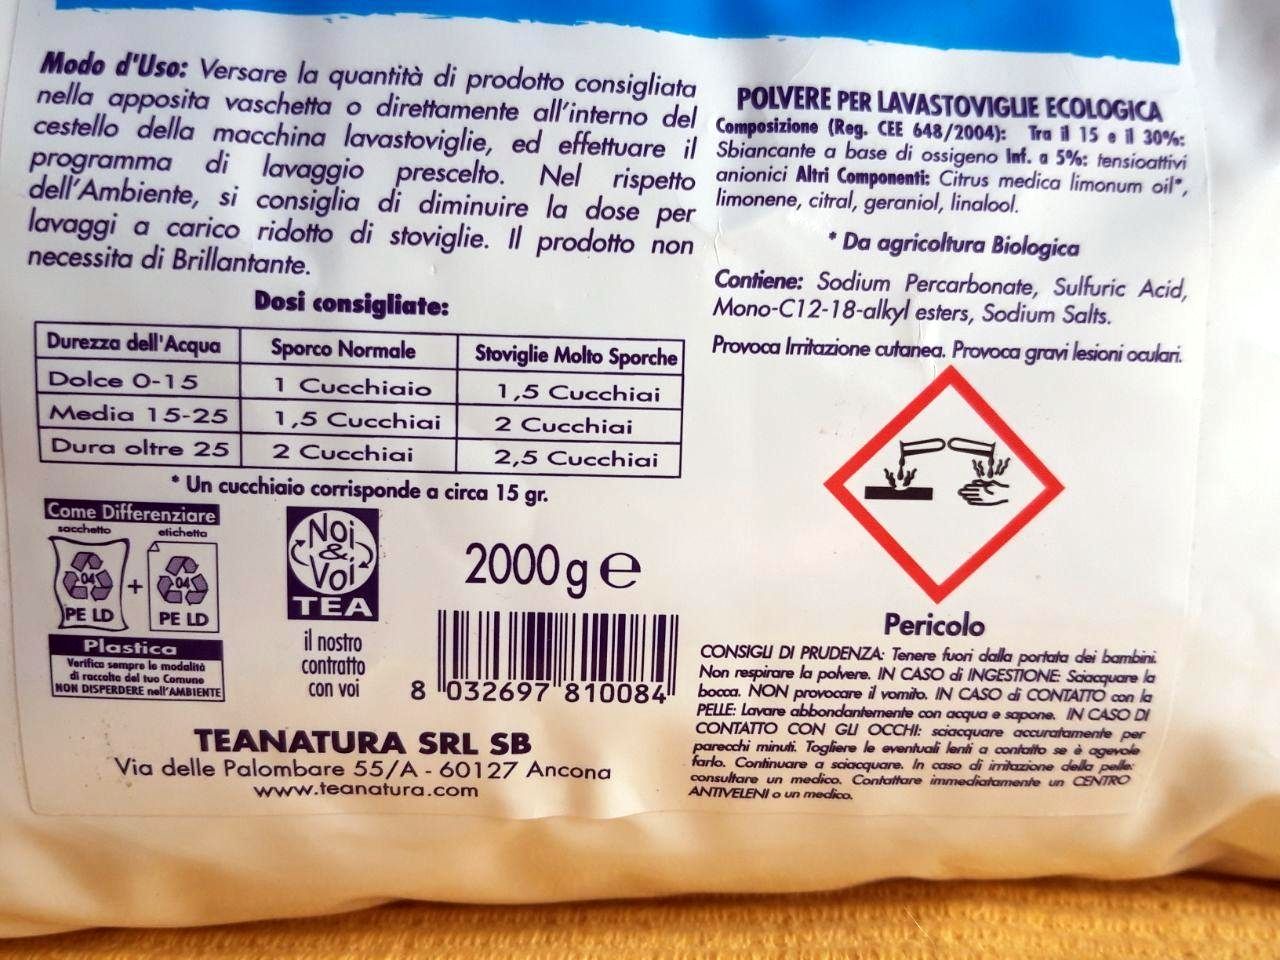 Modo d'Uso: Versare la quantità di prodotto consigliata
nella apposita vaschetta o direttamente all'interno del
cestello della macchina lavastoviglie, ed effettuare il
programma di lavaggio prescelto. Nel rispetto
dell'Ambiente, si consiglia di diminuire la dose per
lavaggi a carico ridotto di stoviglie. Il prodotto non
necessita di Brillantante.
Dosi consigliate:
Durezza dell'Acqua Sporco Normale Stoviglie Molto Sporche
Dolce 0-15 1 Cucchiaio 1,5 Cucchiai
Media 15-25 1,5 Cucchiai 2 Cucchiai
Dura oltre 25 2 Cucchiai 2,5 Cucchiai
* Un cucchiaio corrisponde a circa 15 gr.
Come Differenziare
sacchetto etichetta
04 + 04
PE LD PE LD
Plastica
Verifica sempre le modalità
di raccolta del tuo Comune
NON DISPERDERE nell'AMBIENTE
Noi
&
Voi
TEA
il nostro
contratto
con voi
2000 g e
8 032697 810084
TEANATURA SRL SB
Via delle Palombare 55/A - 60127 Ancona
www.teanatura.com
POLVERE PER LAVASTOVIGLIE ECOLOGICA
Composizione (Reg. CEE 648/2004): Tra il 15 e il 30%:
Sbiancante a base di ossigeno Inf. a 5%: tensioattivi
anionici Altri Componenti: Citrus medica limonum oil*,
limonene, citral, geraniol, linalool.
* Da agricoltura Biologica
Contiene: Sodium Percarbonate, Sulfuric Acid,
Mono-C12-18-alkyl esters, Sodium Salts.
Provoca Irritazione cutanea. Provoca gravi lesioni oculari.
Pericolo
CONSIGLI DI PRUDENZA: Tenere fuori dalla portata dei bambini.
Non respirare la polvere. IN CASO di INGESTIONE: Sciacquare la
bocca. NON provocare il vomito. IN CASO di CONTATTO con la
PELLE: Lavare abbondantemente con acqua e sapone. IN CASO DI
CONTATTO CON GLI OCCHI: sciacquare accuratamente per
parecchi minuti. Togliere le eventuali lenti a contatto se è agevole
farlo. Continuare a sciacquare. In caso di irritazione della pelle:
consultare un medico. Contattare immediatamente un CENTRO
ANTIVELENI o un medico.